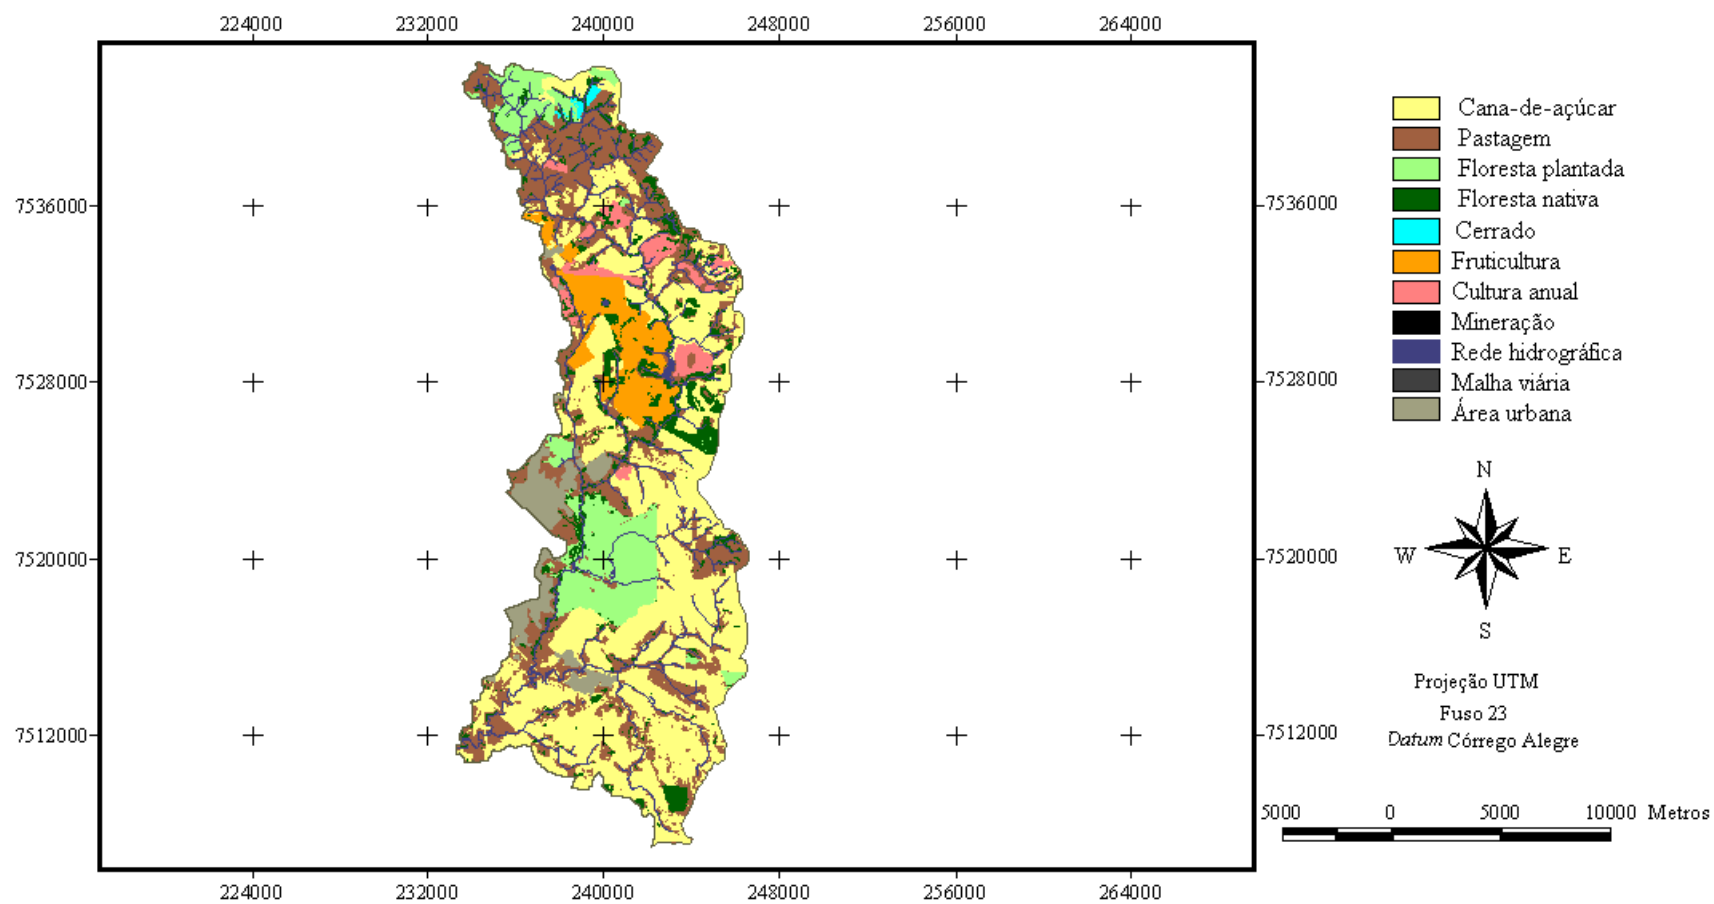 224000 232000 240000 248000 256000 264000
Cana-de-açúcar
Pastagem
Floresta plantada
Floresta nativa
Cerrado
Fruticultura
Cultura anual
Mineração
Rede hidrográfica
Malha viária
Área urbana
7536000 7536000
7528000 7528000
7520000 7520000
7512000 7512000
N
W E
S
Projeção UTM
Fuso 23
Datum Córrego Alegre
5000 0 5000 10000 Metros
224000 232000 240000 248000 256000 264000